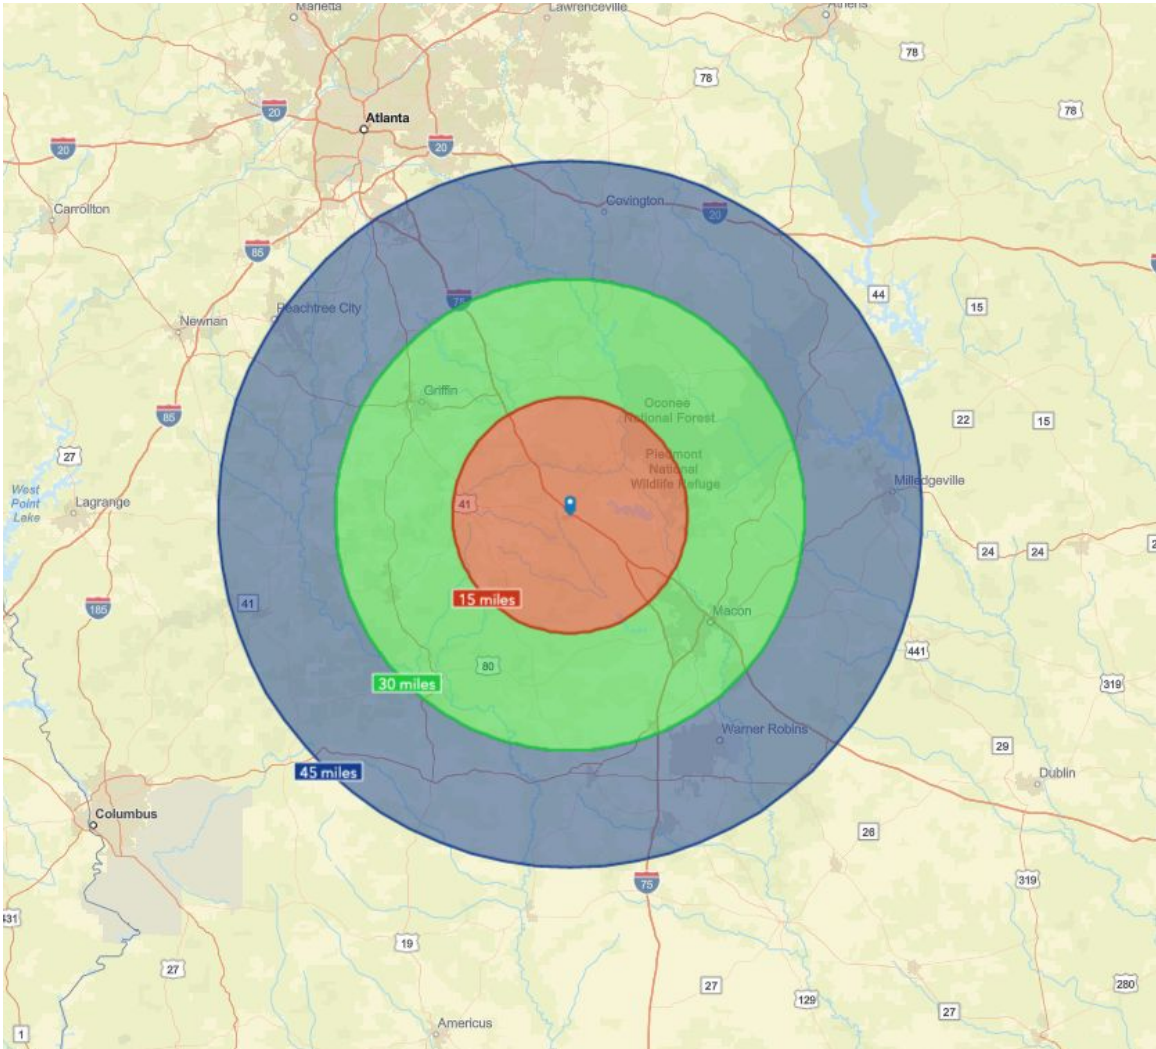 Marietta
Lawrenceville
Athens
78
78
78
20
Atlanta
20
20
Carrollton
Covington
20
85
75
44
15
Peachtree City
Newnan
Griffin
Oconee
National Forest
85
22
15
27
Piedmont
National
Wildlife Refuge
West
Point
Lake
Lagrange
41
Milledgeville
24
24
15 miles
41
185
Macon
80
441
30 miles
319
Warner Robins
29
45 miles
Dublin
Columbus
26
75
319
431
19
27
27
129
280
27
Americus
1